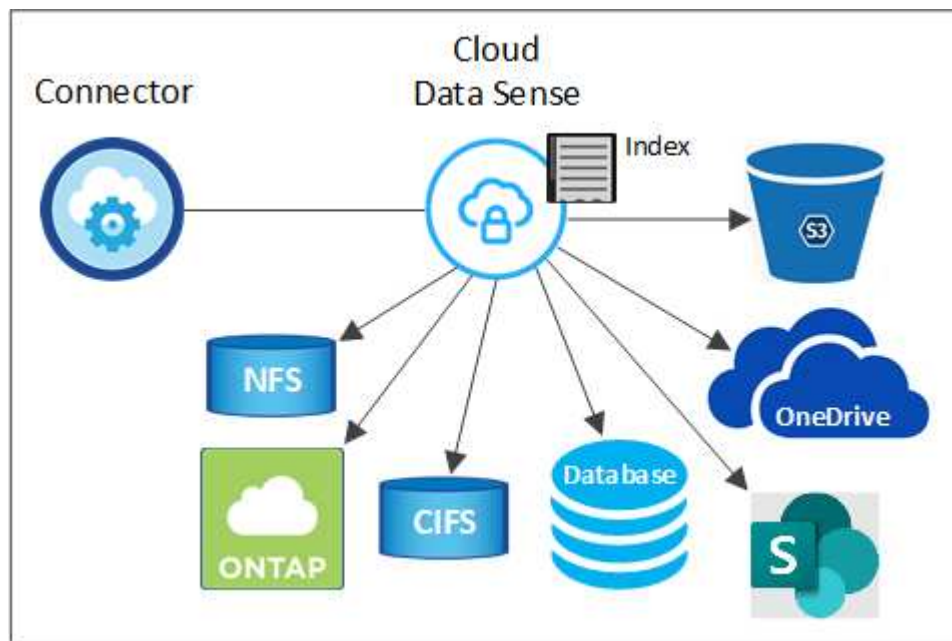 Connector
Cloud
Data Sense
Index
S3
NFS
OneDrive
ONTAP
CIFS
Database
S